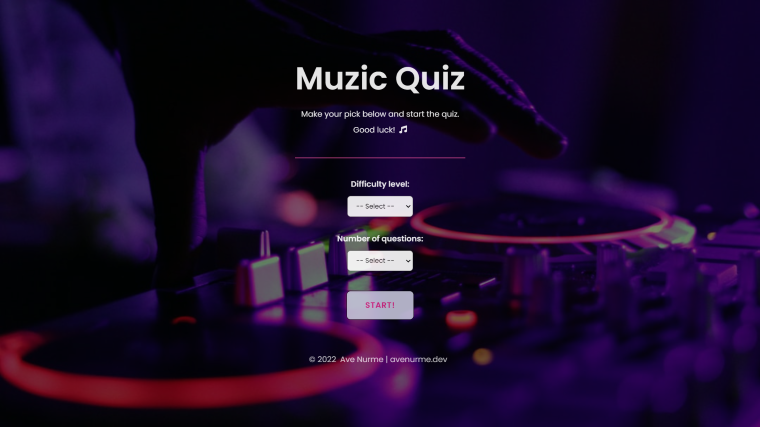 Muzic Quiz
Make your pick below and start the quiz.
Good luck!
Difficulty level:
-- Select --
Number of questions:
-- Select --
START!
© 2022 Ave Nurme | avenurme.dev